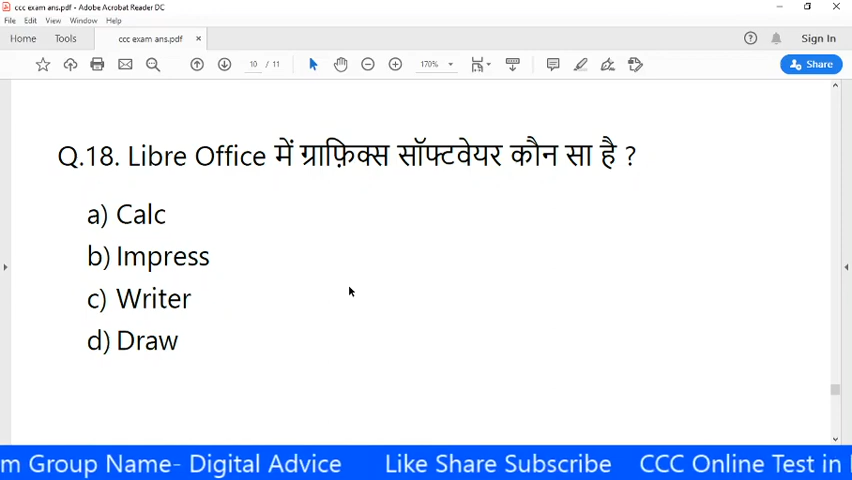 ccc exam ans.pdf - Adobe Acrobat Reader DC
File Edit View Window Help
Home Tools ccc exam ans.pdf × Sign In
10 / 11 170% Share
Q.18. Libre Office में ग्राफ़िक्स सॉफ्टवेयर कौन सा है ?
a) Calc
b) Impress
c) Writer
d) Draw
m Group Name- Digital Advice Like Share Subscribe CCC Online Test in